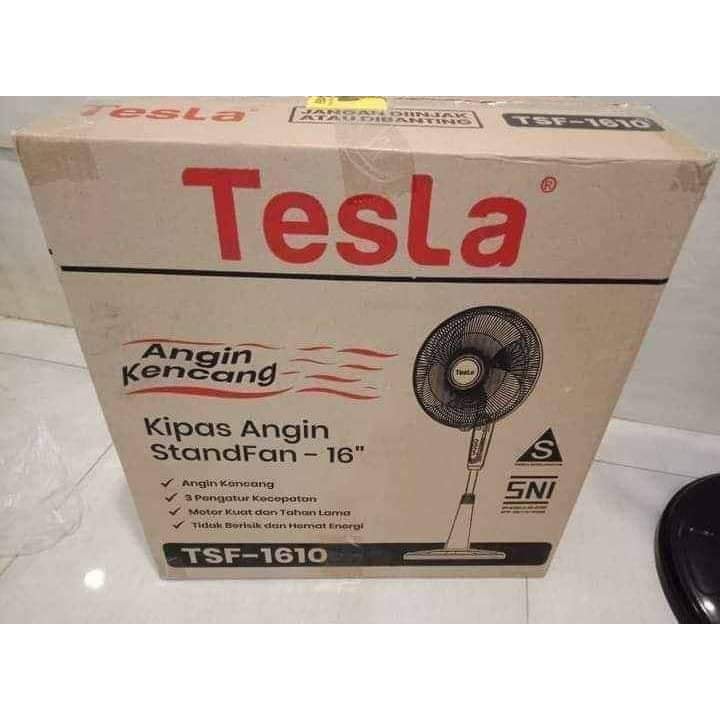 Tesla®
JANGAN DIINJAK
ATAU DIBANTING
TSF-1610
Tesla®
Angin
Kencang
Kipas Angin
StandFan - 16"
✓ Angin Kencang
✓ 3 Pengatur Kecepatan
✓ Motor Kuat dan Tahan Lama
✓ Tidak Berisik dan Hemat Energi
TSF-1610
Tesla
S
SNI